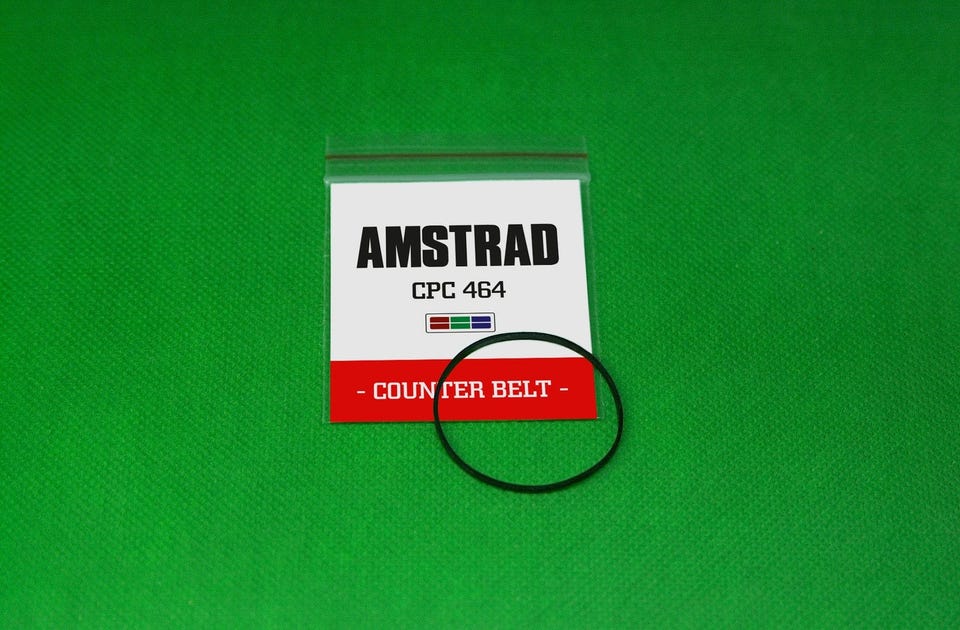 AMSTRAD
CPC 464
- COUNTER BELT -